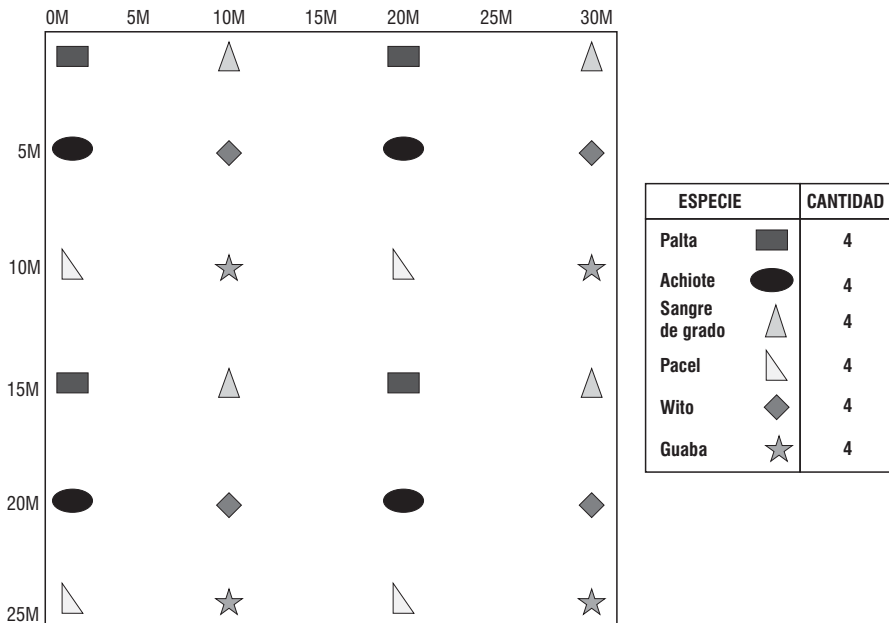 0M 5M 10M 15M 20M 25M 30M
5M
10M
15M
20M
25M
ESPECIE CANTIDAD
Palta 4
Achiote 4
Sangre
de grado 4
Pacel 4
Wito 4
Guaba 4